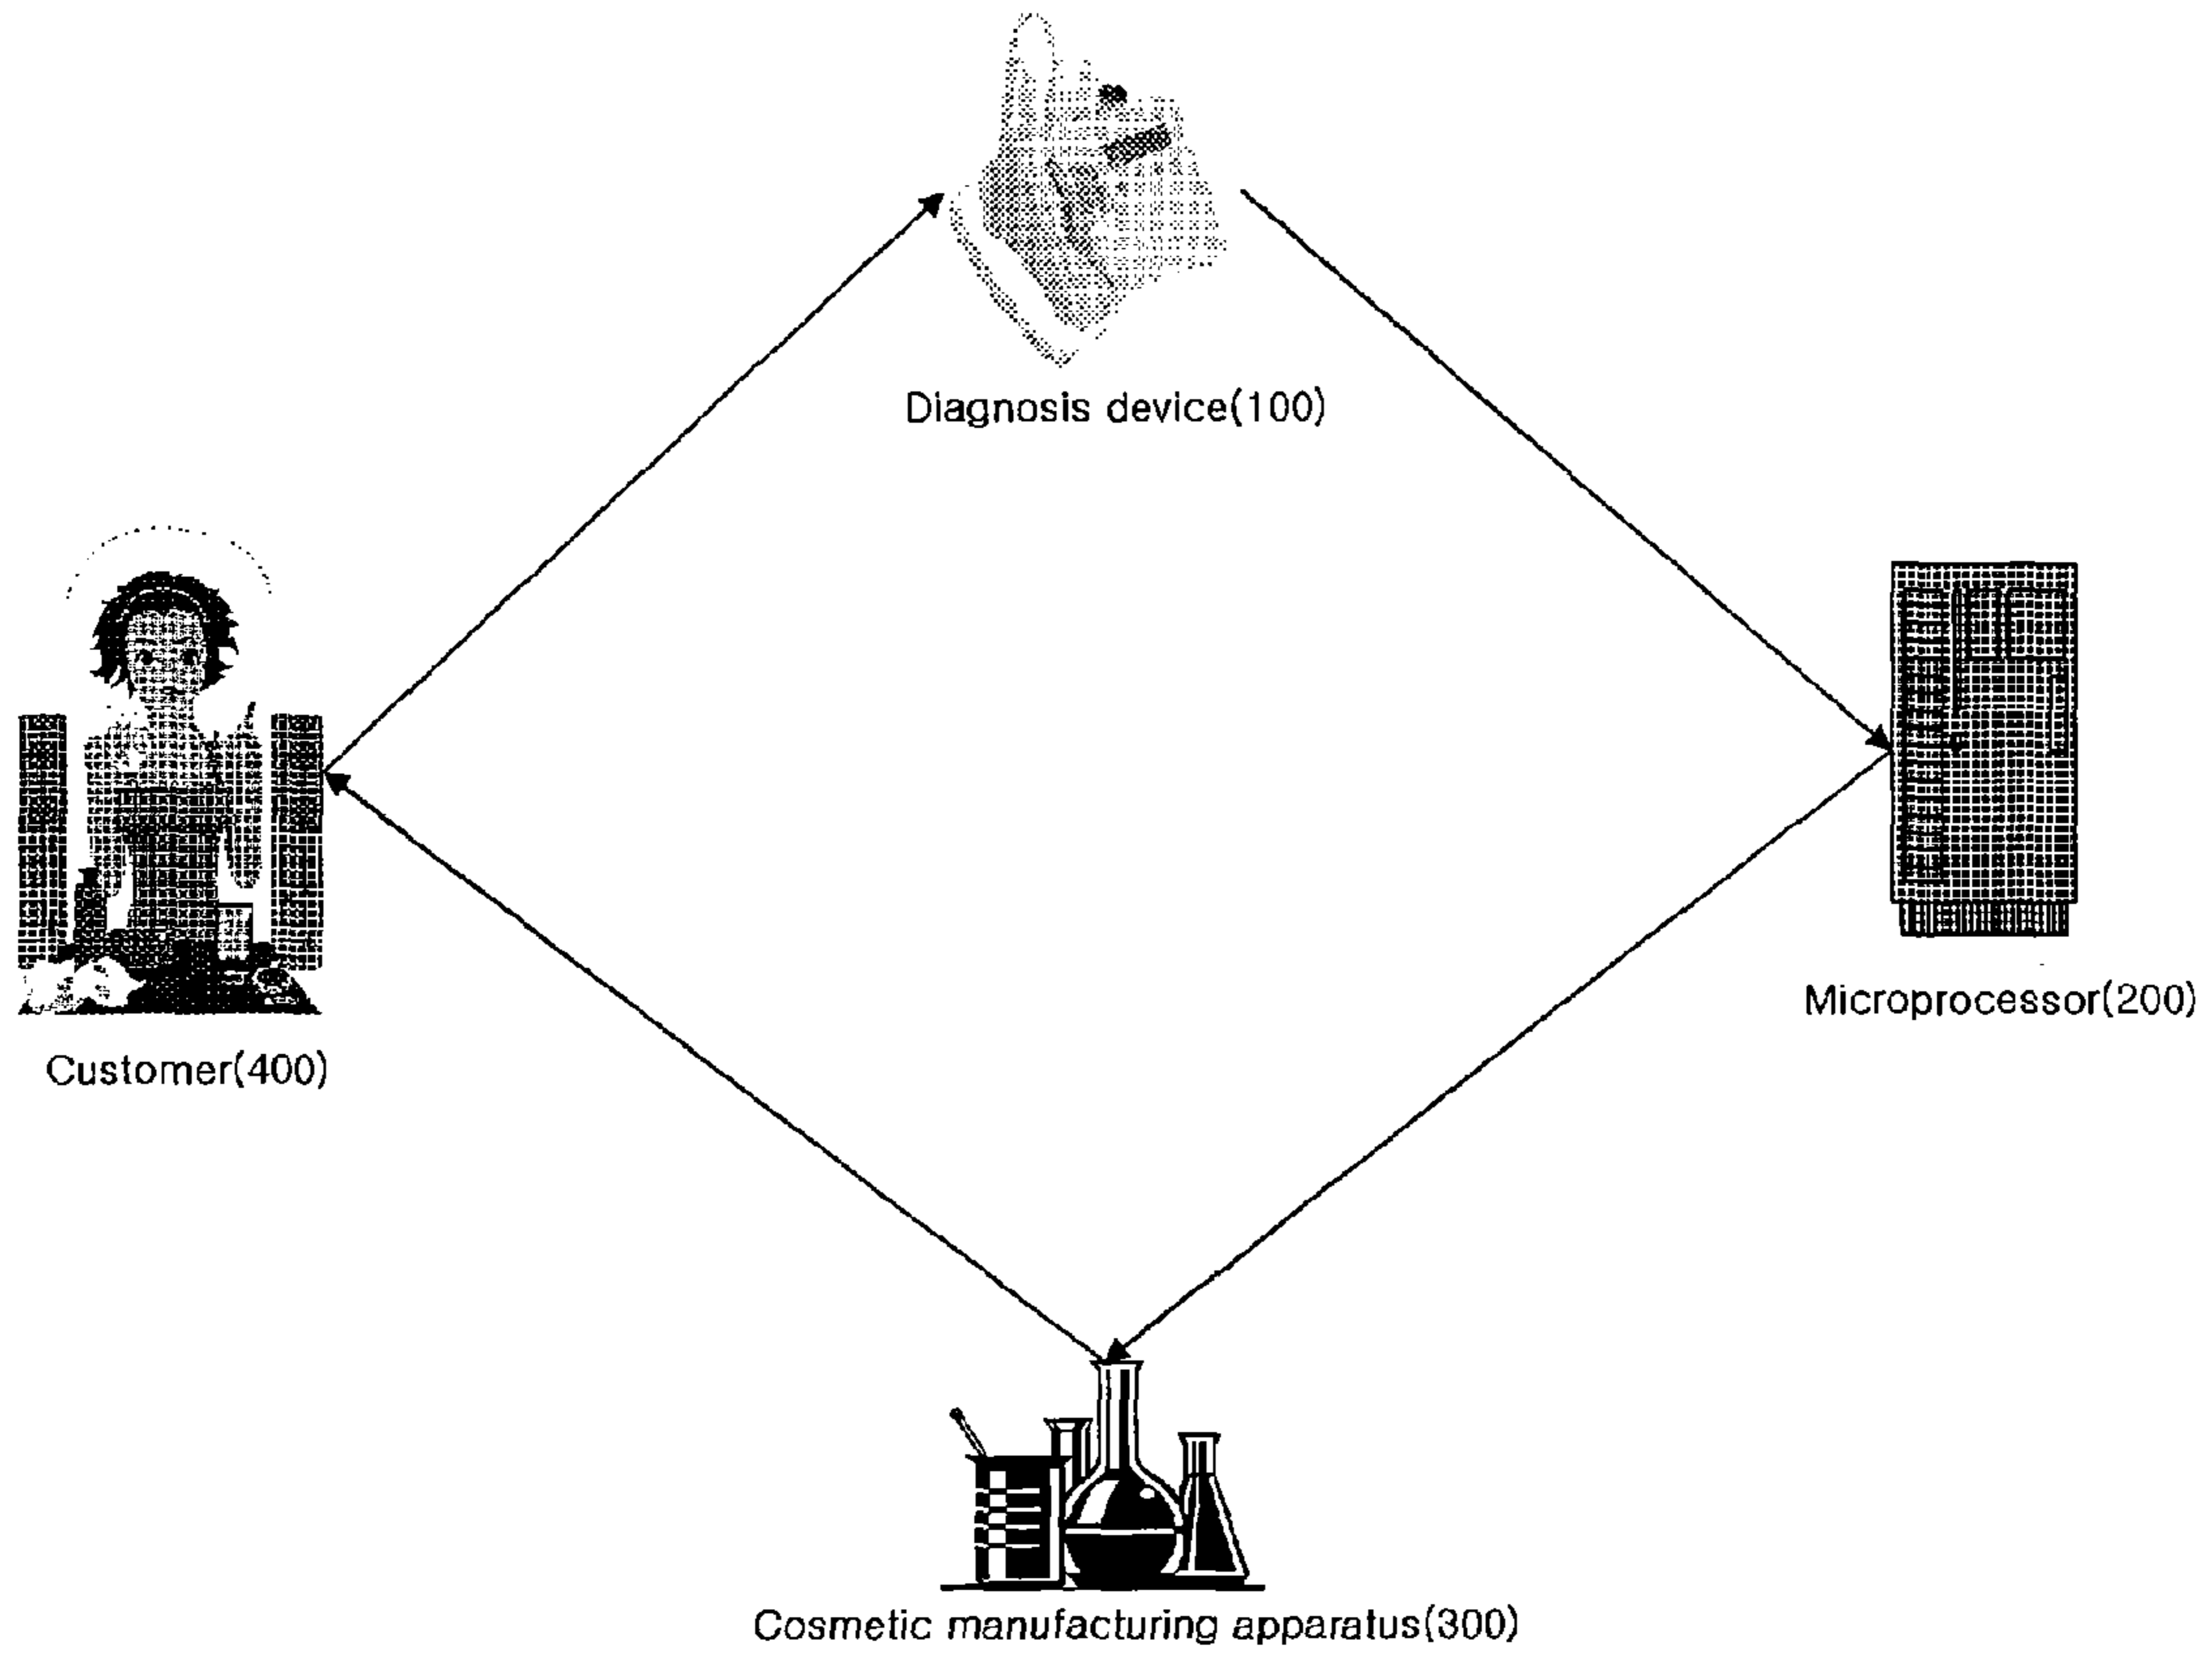 Diagnosis device(100)
Microprocessor(200)
Customer(400)
Cosmetic manufacturing apparatus(300)